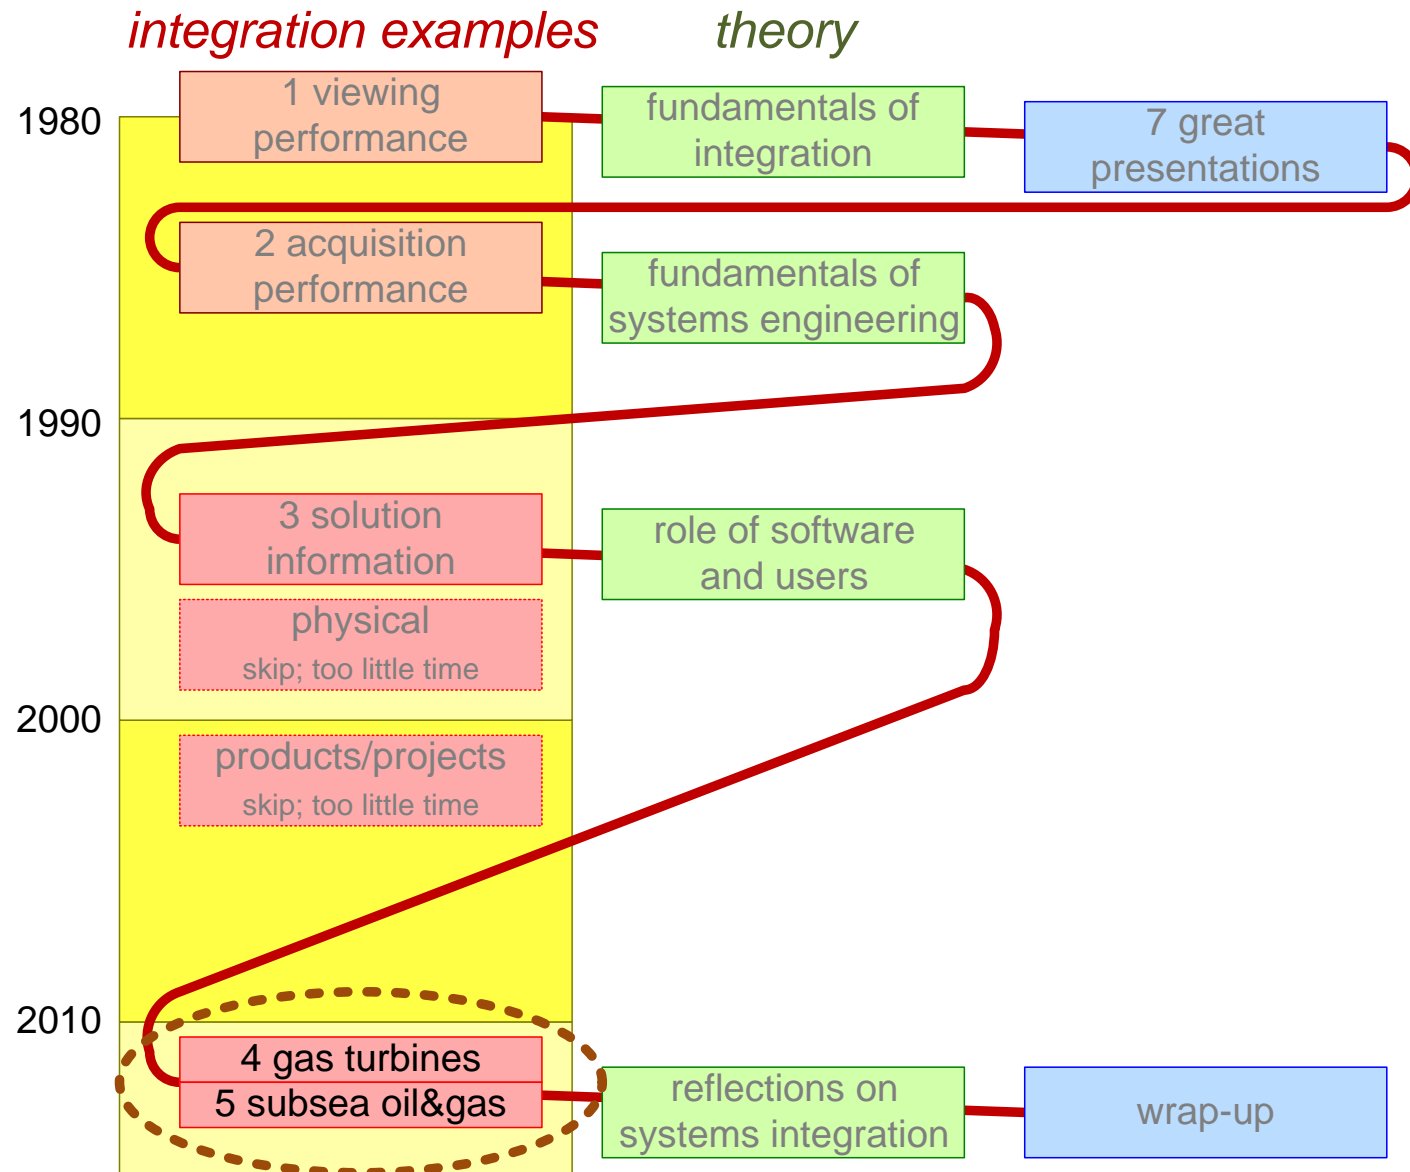 integration examples
theory
1980
1 viewing
performance
fundamentals of
integration
7 great
presentations
2 acquisition
performance
fundamentals of
systems engineering
1990
3 solution
information
role of software
and users
physical
skip; too little time
2000
products/projects
skip; too little time
2010
4 gas turbines
5 subsea oil&gas
reflections on
systems integration
wrap-up